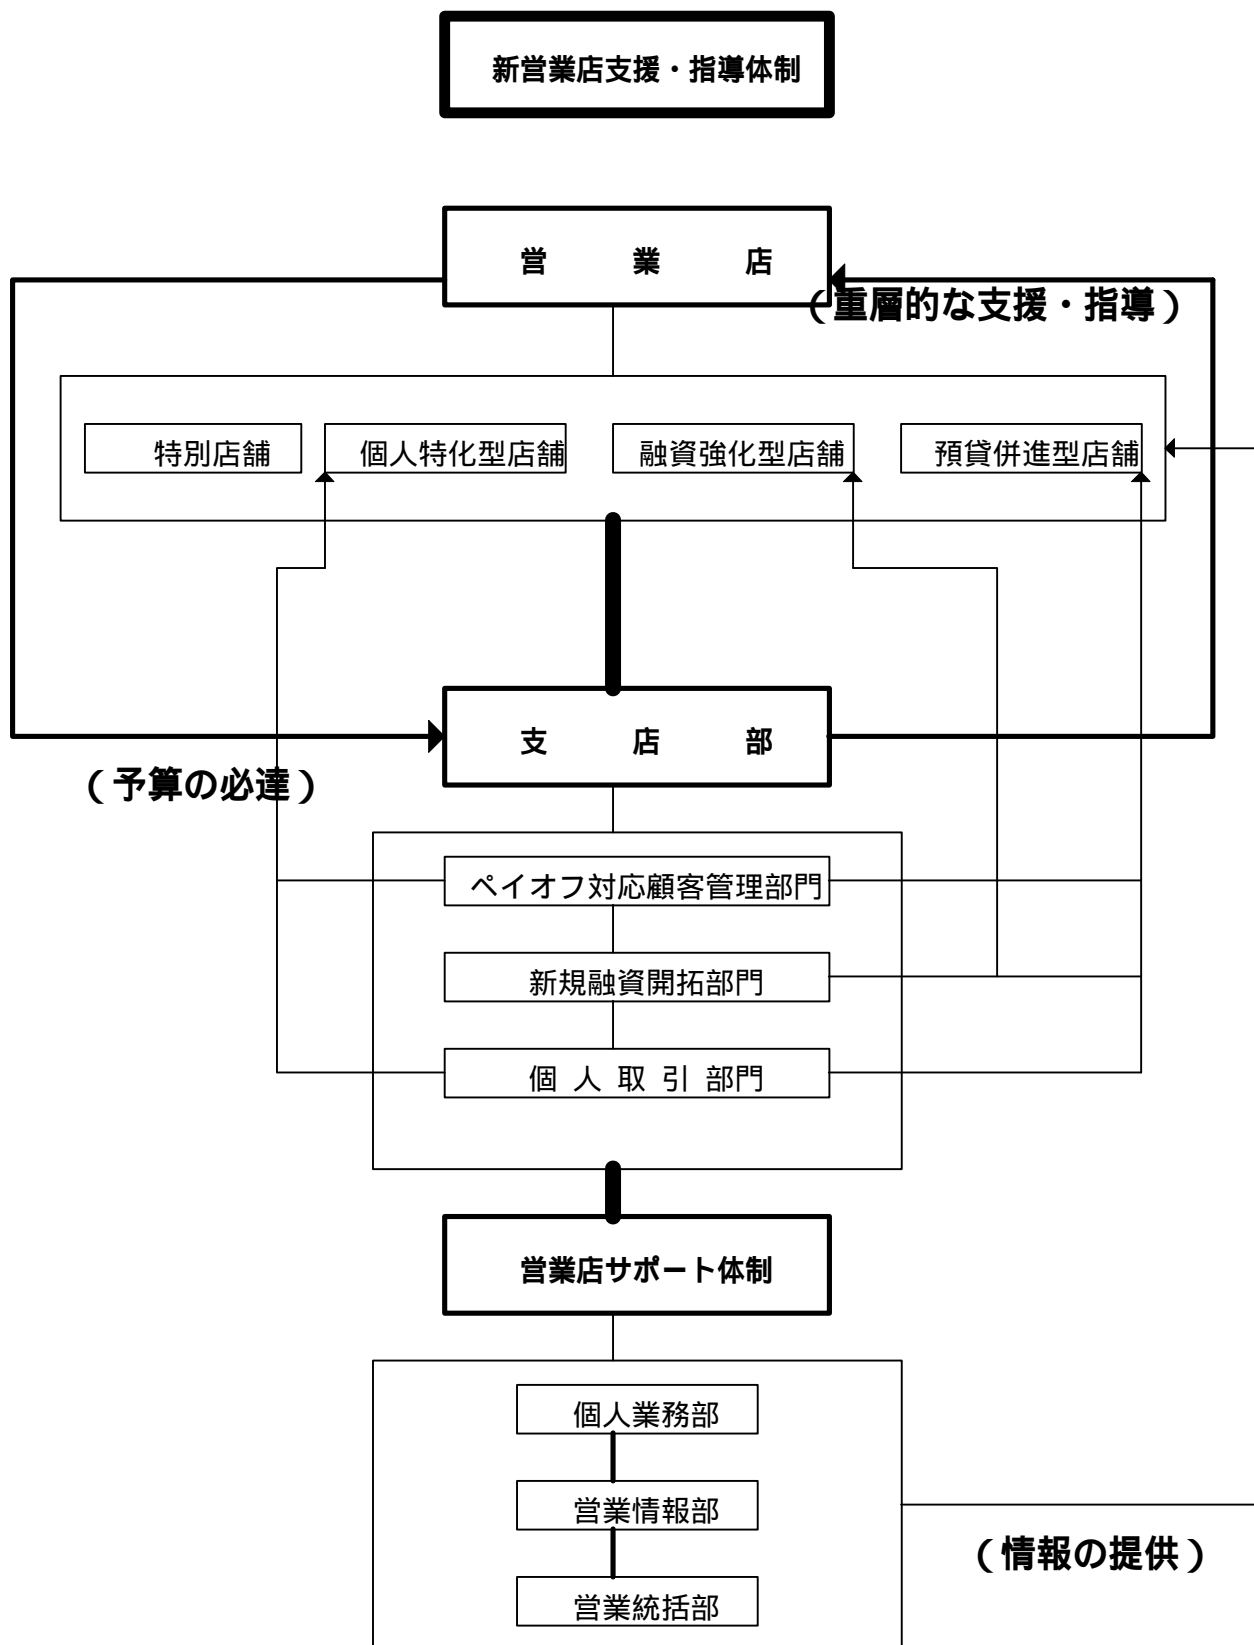 新営業店支援・指導体制
営 業 店
（重層的な支援・指導）
特別店舗
個人特化型店舗
融資強化型店舗
預貸併進型店舗
支 店 部
（予算の必達）
ペイオフ対応顧客管理部門
新規融資開拓部門
個 人 取 引 部門
営業店サポート体制
個人業務部
営業情報部
（情報の提供）
営業統括部